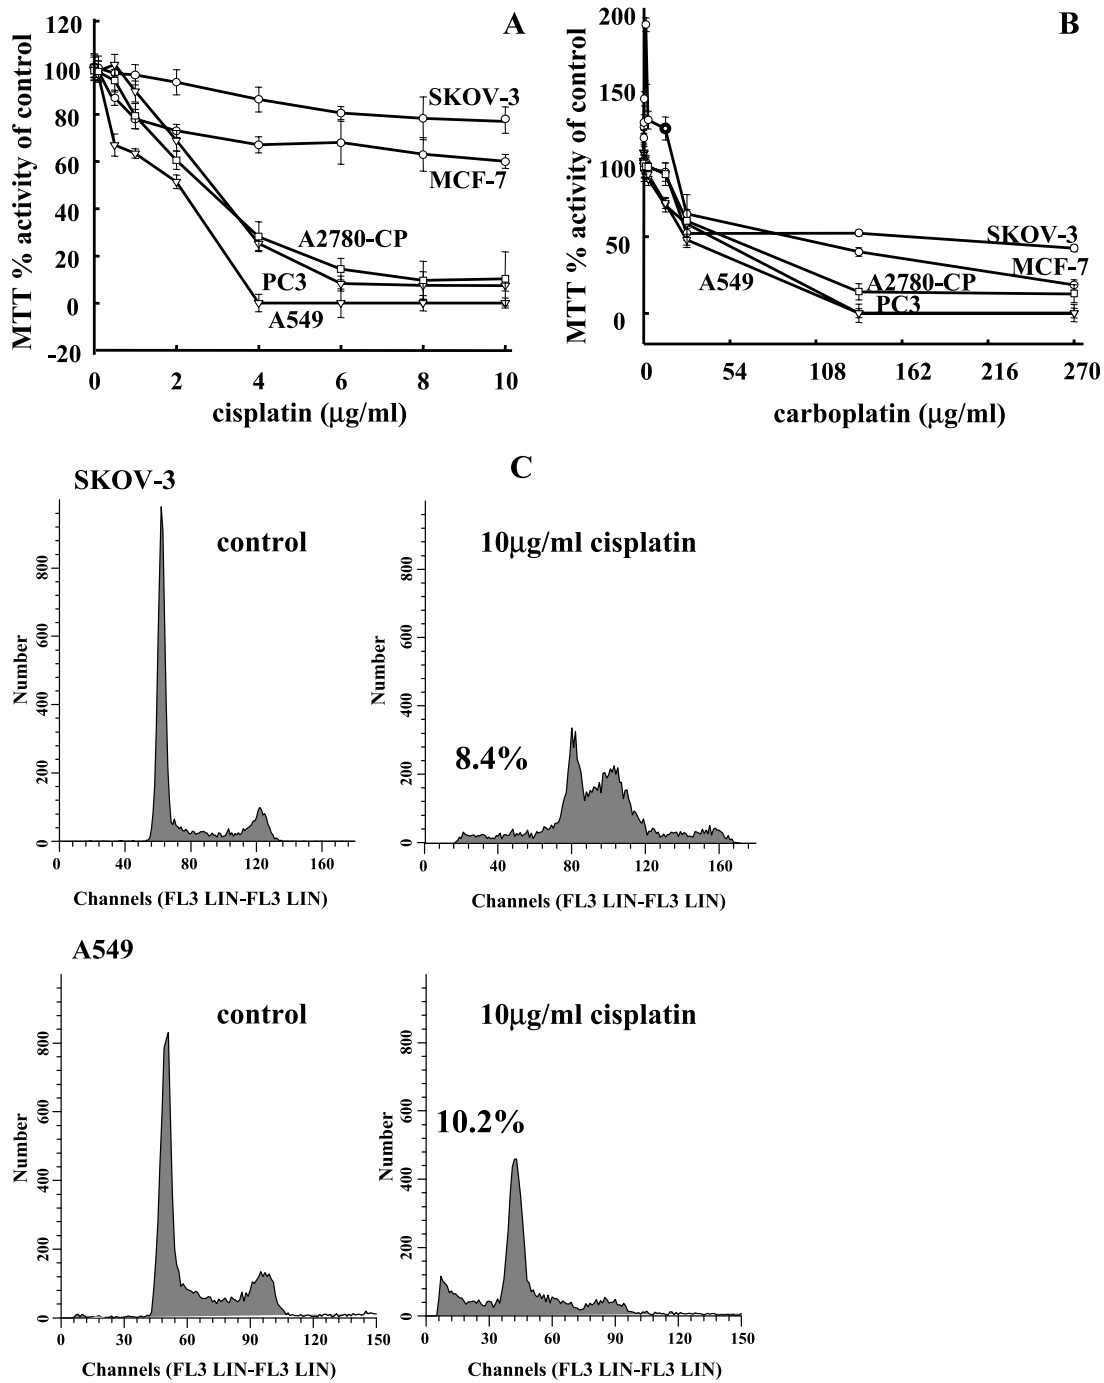 A
MTT % activity of control
120
100
80
60
40
20
0
-20
SKOV-3
MCF-7
A2780-CP
PC3
A549
0 2 4 6 8 10
cisplatin (μg/ml)
B
MTT % activity of control
200
150
100
50
0
SKOV-3
MCF-7
A2780-CP
PC3
A549
0 54 108 162 216 270
carboplatin (μg/ml)
C
SKOV-3
control
Number
800
600
400
200
0
0 40 80 120 160
Channels (FL3 LIN-FL3 LIN)
10μg/ml cisplatin
8.4%
Number
800
600
400
200
0
0 40 80 120 160
Channels (FL3 LIN-FL3 LIN)
A549
control
Number
800
600
400
200
0
0 30 60 90 120 150
Channels (FL3 LIN-FL3 LIN)
10μg/ml cisplatin
10.2%
Number
800
600
400
200
0
0 30 60 90 120 150
Channels (FL3 LIN-FL3 LIN)